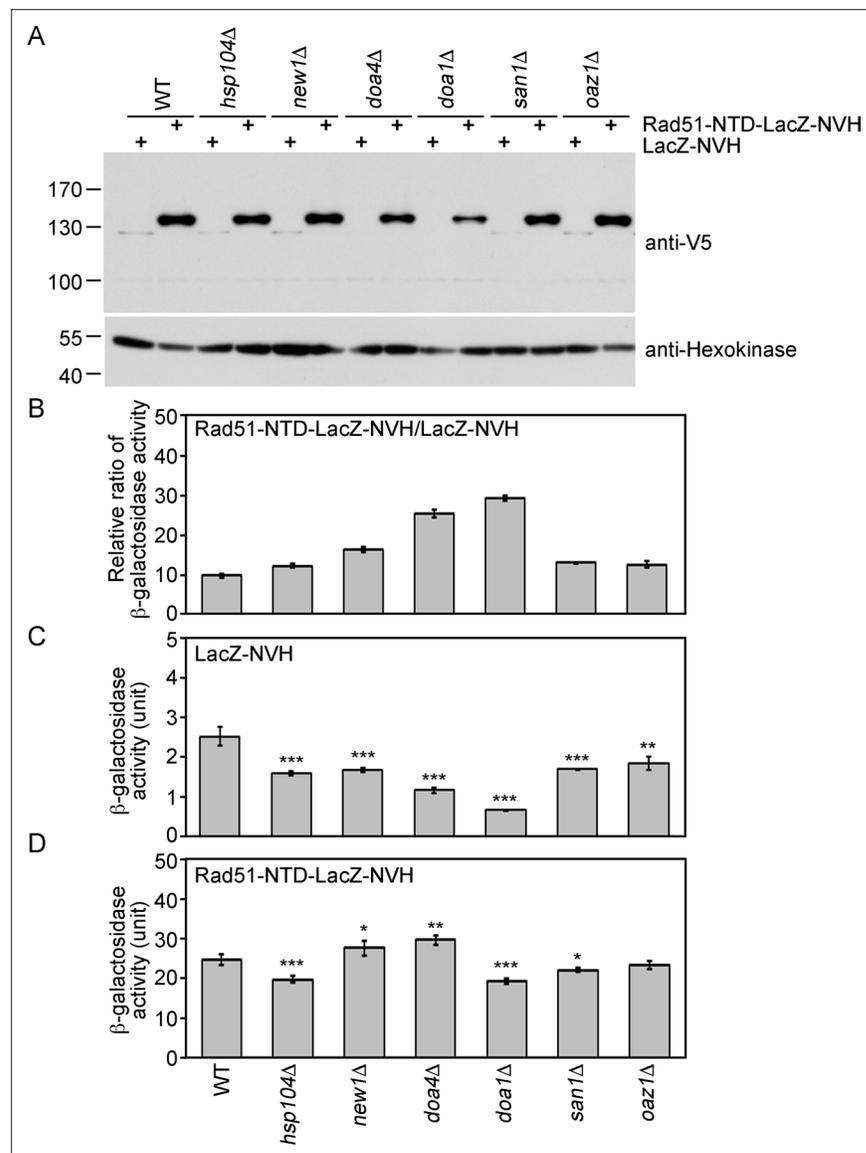 A
WT
hsp104Δ
new1Δ
doa4Δ
doa1Δ
san1Δ
oaz1Δ
+ + + + + + + Rad51-NTD-LacZ-NVH
+ + + + + + + LacZ-NVH
170
130
100
anti-V5
55
40
anti-Hexokinase
B
Relative ratio of
β-galactosidase activity
50
40
30
20
10
0
Rad51-NTD-LacZ-NVH/LacZ-NVH
C
β-galactosidase
activity (unit)
5
4
3
2
1
0
LacZ-NVH
*** *** *** *** *** **
D
β-galactosidase
activity (unit)
50
40
30
20
10
0
Rad51-NTD-LacZ-NVH
*** * ** *** *
WT
hsp104Δ
new1Δ
doa4Δ
doa1Δ
san1Δ
oaz1Δ